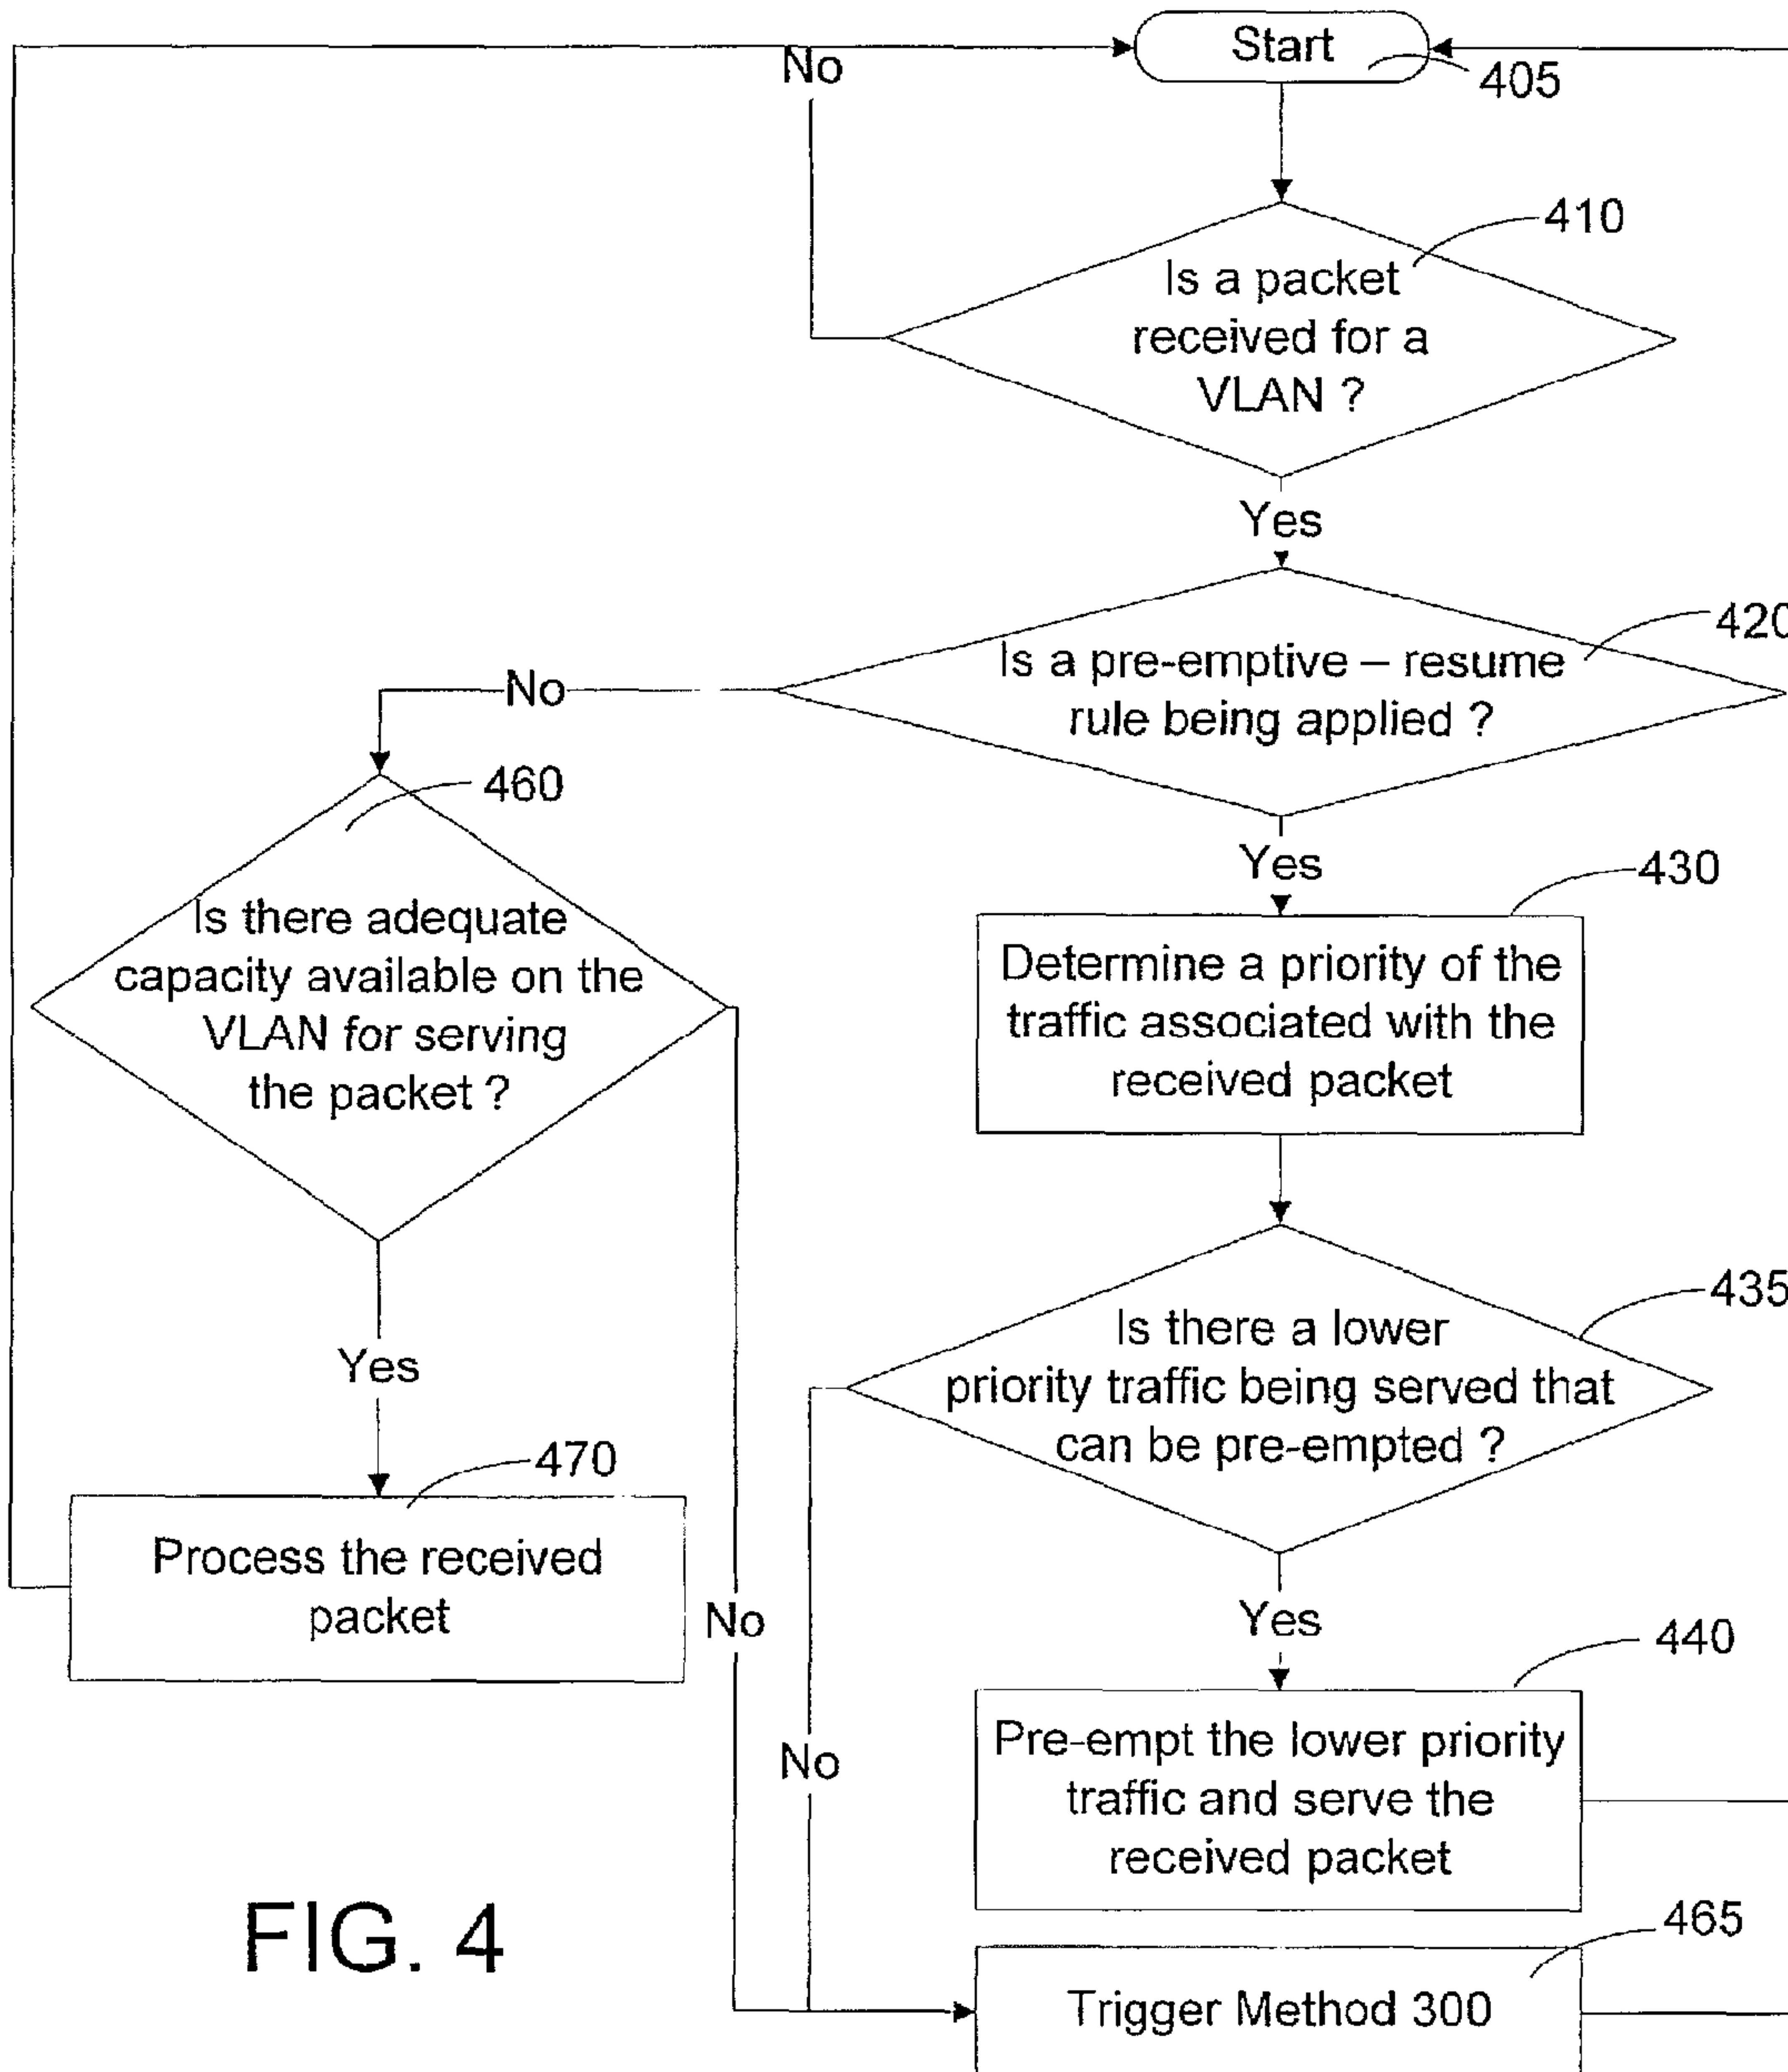 Start
No
405
410
Is a packet
received for a
VLAN ?
Yes
420
Is a pre-emptive – resume
rule being applied ?
No
460
Yes
430
Is there adequate
capacity available on the
VLAN for serving
the packet ?
Determine a priority of the
traffic associated with the
received packet
435
Is there a lower
priority traffic being served that
can be pre-empted ?
Yes
470
Process the received
packet
No
Yes
440
No
Pre-empt the lower priority
traffic and serve the
received packet
465
Trigger Method 300
FIG. 4